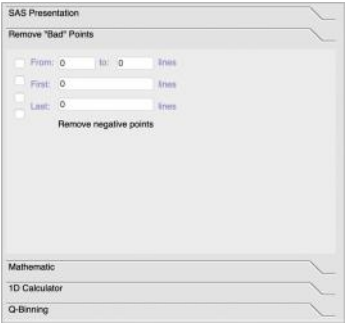 SAS Presentation
Remove "Bad" Points
From: 0 to: 0 lines
First: 0 lines
Last: 0 lines
Remove negative points
Mathematic
1D Calculator
Q-Binning